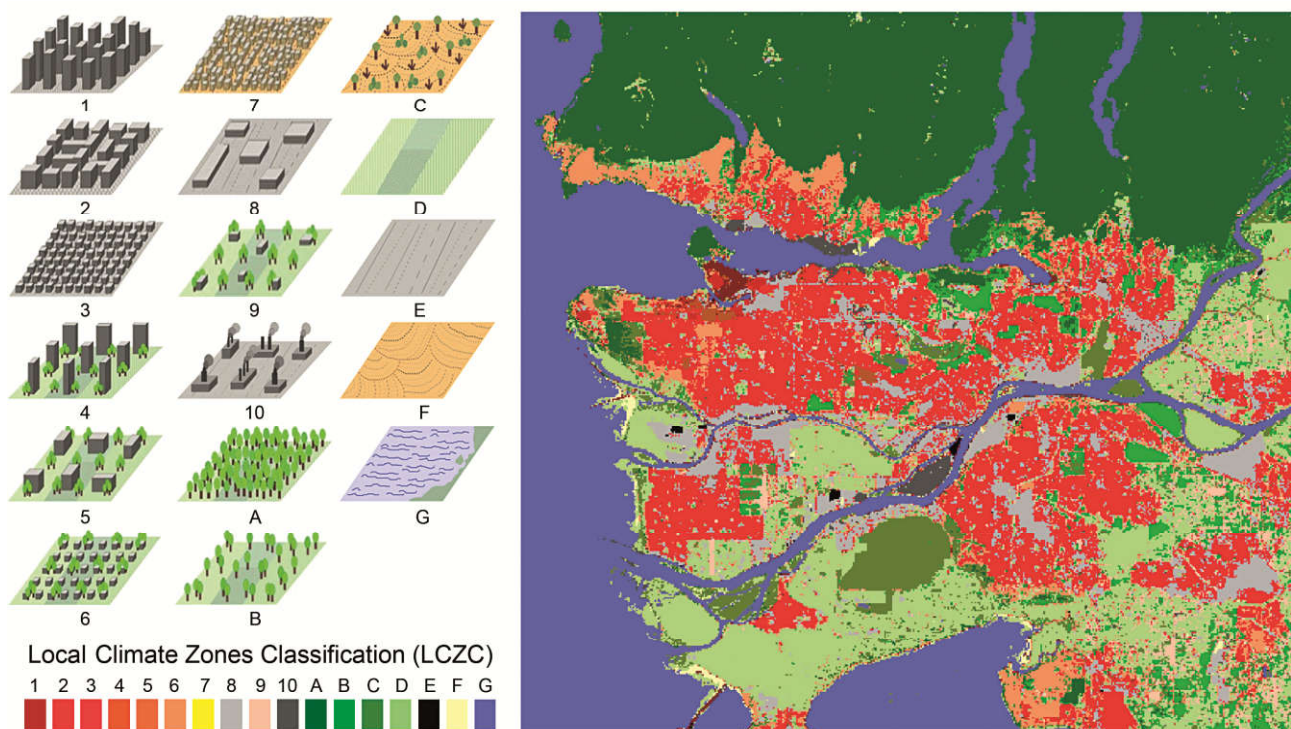 1 7 C
2 8 D
3 9 E
4 10 F
5 A G
6 B
Local Climate Zones Classification (LCZC)
1 2 3 4 5 6 7 8 9 10 A B C D E F G